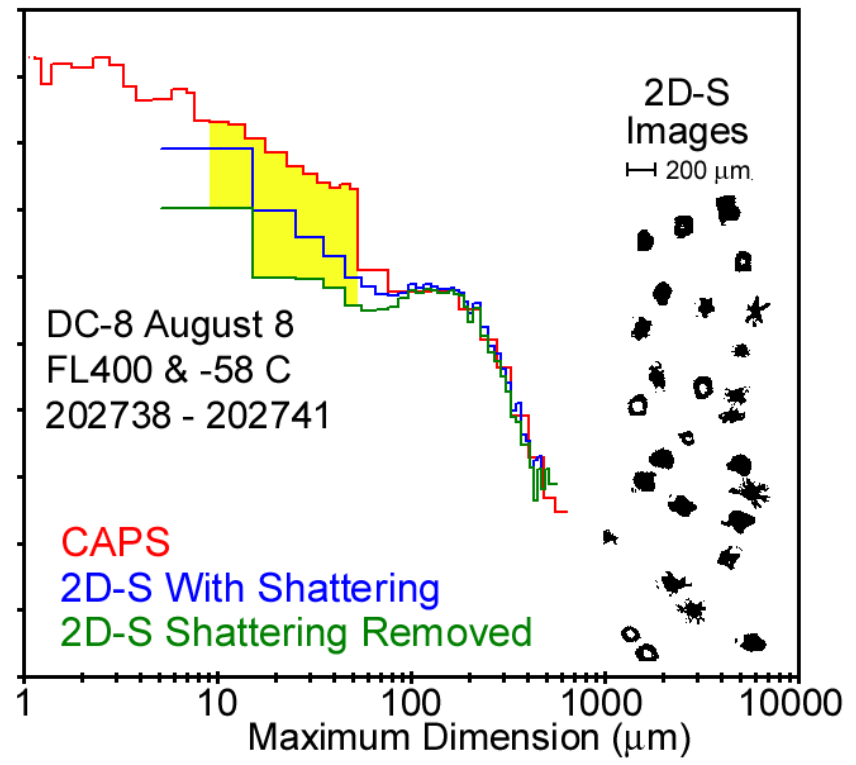 2D-S
Images
200 μm
DC-8 August 8
FL400 & -58 C
202738 - 202741
CAPS
2D-S With Shattering
2D-S Shattering Removed
1 10 100 1000 10000
Maximum Dimension (μm)